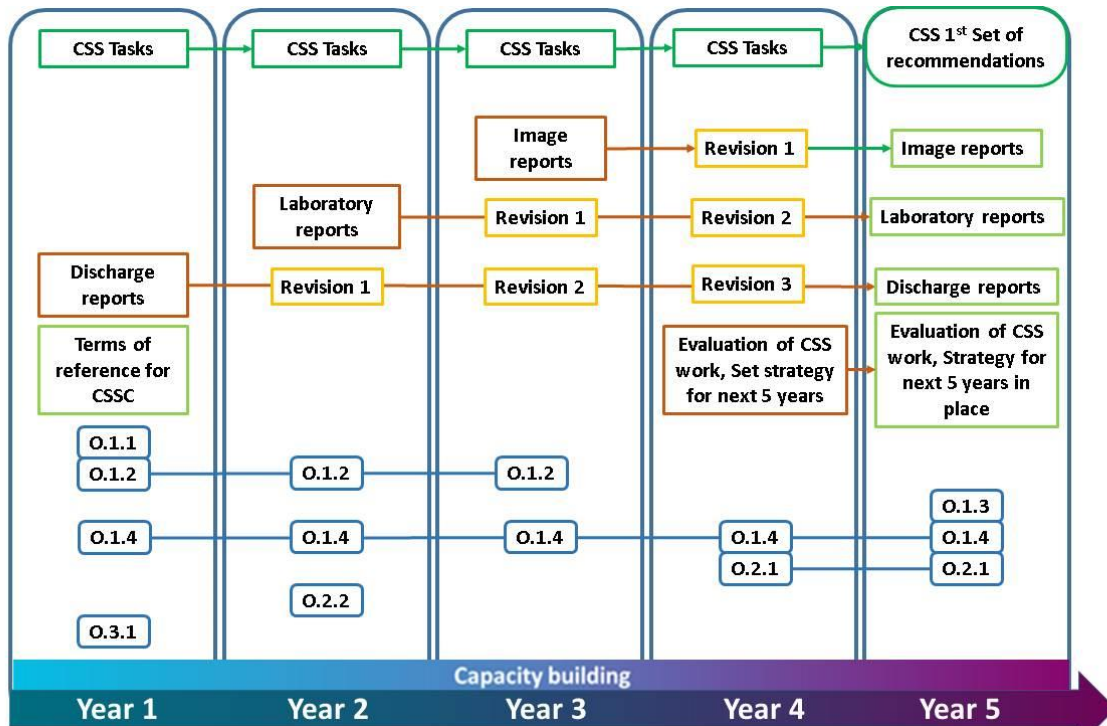 CSS Tasks
CSS Tasks
CSS Tasks
CSS Tasks
CSS 1st Set of
recommendations
Image
reports
Revision 1
Image reports
Laboratory
reports
Revision 1
Revision 2
Laboratory reports
Discharge
reports
Revision 1
Revision 2
Revision 3
Discharge reports
Terms of
reference for
CSSC
Evaluation of CSS
work, Set strategy
for next 5 years
Evaluation of CSS
work, Strategy for
next 5 years in
place
O.1.1
O.1.2
O.1.2
O.1.2
O.1.3
O.1.4
O.1.4
O.1.4
O.1.4
O.1.4
O.2.1
O.2.1
O.2.2
O.3.1
Capacity building
Year 1
Year 2
Year 3
Year 4
Year 5